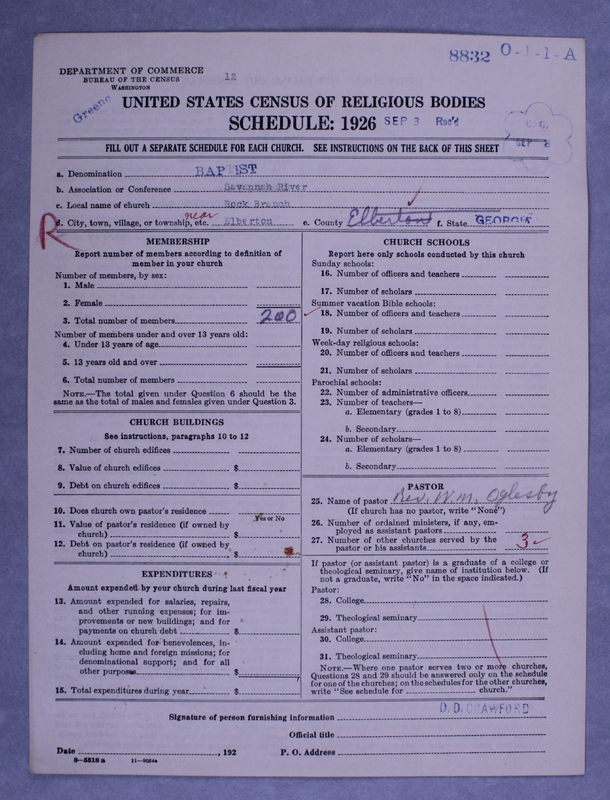 8832 O-1-1-A
DEPARTMENT OF COMMERCE
BUREAU OF THE CENSUS
WASHINGTON
12
Greene
UNITED STATES CENSUS OF RELIGIOUS BODIES
SCHEDULE: 1926 SEP 3 Rec'd
SEP 8
FILL OUT A SEPARATE SCHEDULE FOR EACH CHURCH. SEE INSTRUCTIONS ON THE BACK OF THIS SHEET
a. Denomination BAPTIST
b. Association or Conference Savannah River
c. Local name of church Rock Branch
d. City, town, village, or township, etc. near Elberton e. County Elberton f. State GEORGIA
R
MEMBERSHIP
Report number of members according to definition of
member in your church
Number of members, by sex:
1. Male
2. Female
3. Total number of members 200
Number of members under and over 13 years old:
4. Under 13 years of age
5. 13 years old and over
6. Total number of members
NOTE.—The total given under Question 6 should be the
same as the total of males and females given under Question 3.
CHURCH BUILDINGS
See instructions, paragraphs 10 to 12
7. Number of church edifices
8. Value of church edifices $
9. Debt on church edifices $
10. Does church own pastor's residence
Yes or No
11. Value of pastor's residence (if owned by
church) $
12. Debt on pastor's residence (if owned by
church) $
EXPENDITURES
Amount expended by your church during last fiscal year
13. Amount expended for salaries, repairs,
and other running expenses; for im-
provements or new buildings; and for
payments on church debt $
14. Amount expended for benevolences, in-
cluding home and foreign missions; for
denominational support; and for all
other purposes $
15. Total expenditures during year $
CHURCH SCHOOLS
Report here only schools conducted by this church
Sunday schools:
16. Number of officers and teachers
17. Number of scholars
Summer vacation Bible schools:
18. Number of officers and teachers
19. Number of scholars
Week-day religious schools:
20. Number of officers and teachers
21. Number of scholars
Parochial schools:
22. Number of administrative officers
23. Number of teachers—
a. Elementary (grades 1 to 8)
b. Secondary
24. Number of scholars—
a. Elementary (grades 1 to 8)
b. Secondary
PASTOR
25. Name of pastor Rev. W. M. Oglesby
(If church has no pastor, write "None")
26. Number of ordained ministers, if any, em-
ployed as assistant pastors
27. Number of other churches served by the
pastor or his assistants 3
If pastor (or assistant pastor) is a graduate of a college or
theological seminary, give name of institution below. (If
not a graduate, write "No" in the space indicated.)
Pastor:
28. College
29. Theological seminary
Assistant pastor:
30. College
31. Theological seminary
NOTE.—Where one pastor serves two or more churches,
Questions 28 and 29 should be answered only on the schedule
for one of the churches; on the schedules for the other churches,
write "See schedule for church."
D. D. CRAWFORD
Signature of person furnishing information
Official title
Date , 192 P. O. Address
8—5518 a